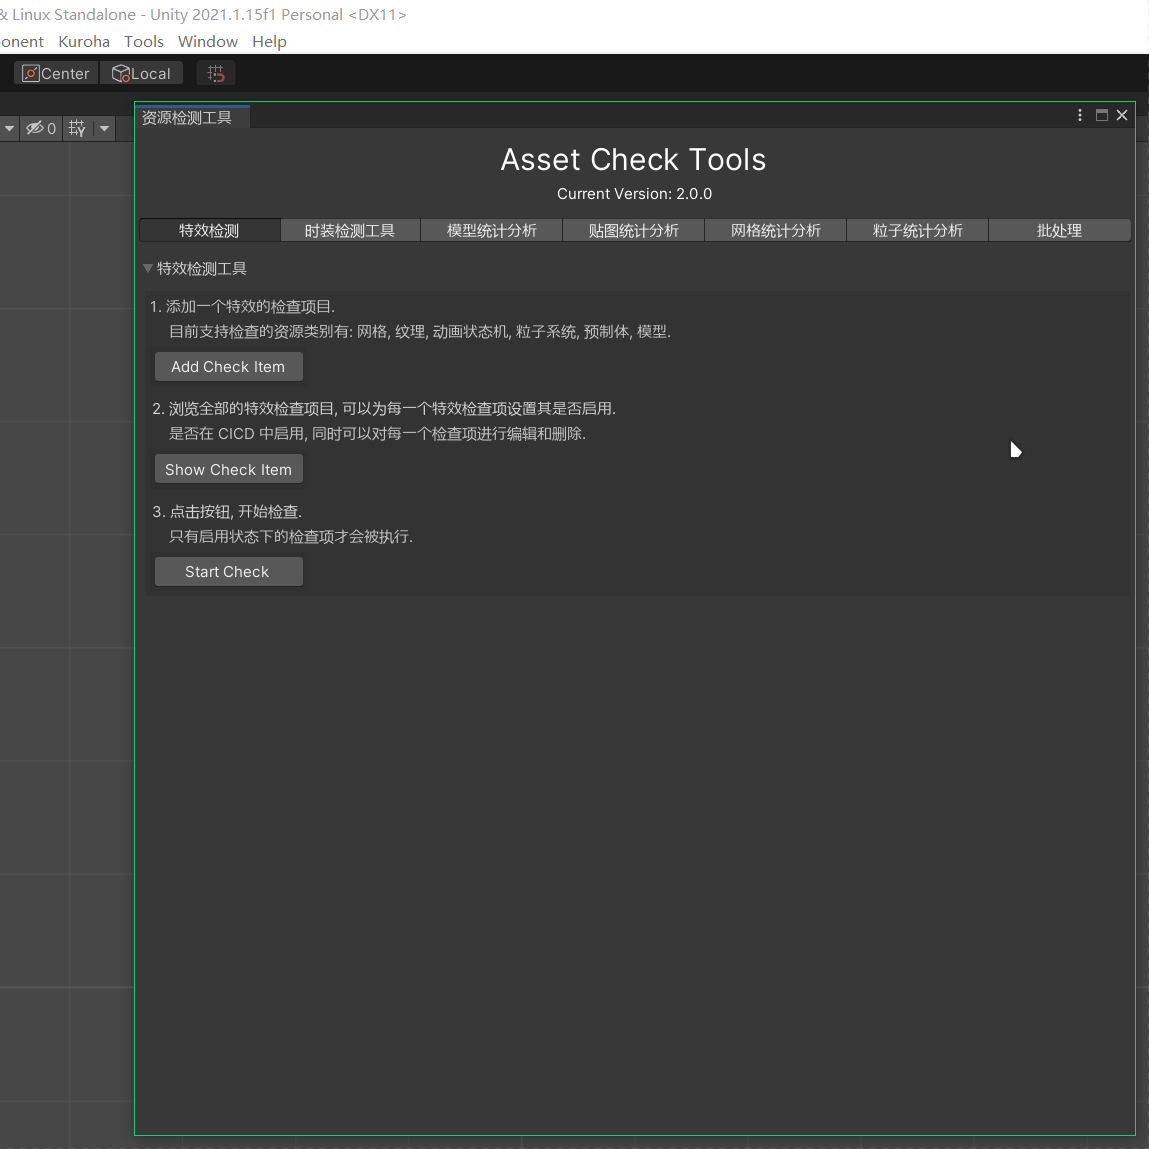 & Linux Standalone - Unity 2021.1.15f1 Personal <DX11>
onent Kuroha Tools Window Help
Center Local
资源检测工具
0
Asset Check Tools
Current Version: 2.0.0
特效检测 时装检测工具 模型统计分析 贴图统计分析 网格统计分析 粒子统计分析 批处理
特效检测工具
1. 添加一个特效的检查项目.
目前支持检查的资源类别有: 网格, 纹理, 动画状态机, 粒子系统, 预制体, 模型.
Add Check Item
2. 浏览全部的特效检查项目, 可以为每一个特效检查项设置其是否启用.
是否在 CICD 中启用, 同时可以对每一个检查项进行编辑和删除.
Show Check Item
3. 点击按钮, 开始检查.
只有启用状态下的检查项才会被执行.
Start Check